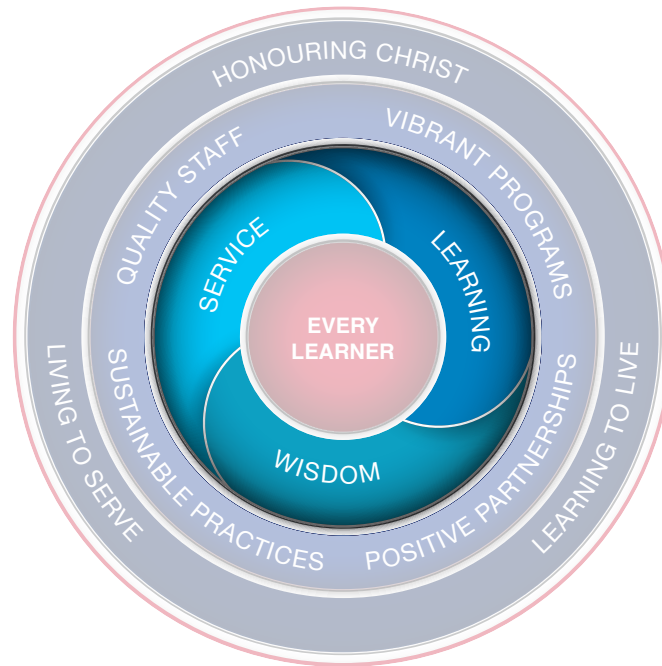 HONOURING CHRIST
QUALITY STAFF
VIBRANT PROGRAMS
SERVICE
LEARNING
EVERY
LEARNER
WISDOM
LIVING TO SERVE
SUSTAINABLE PRACTICES
POSITIVE PARTNERSHIPS
LEARNING TO LIVE